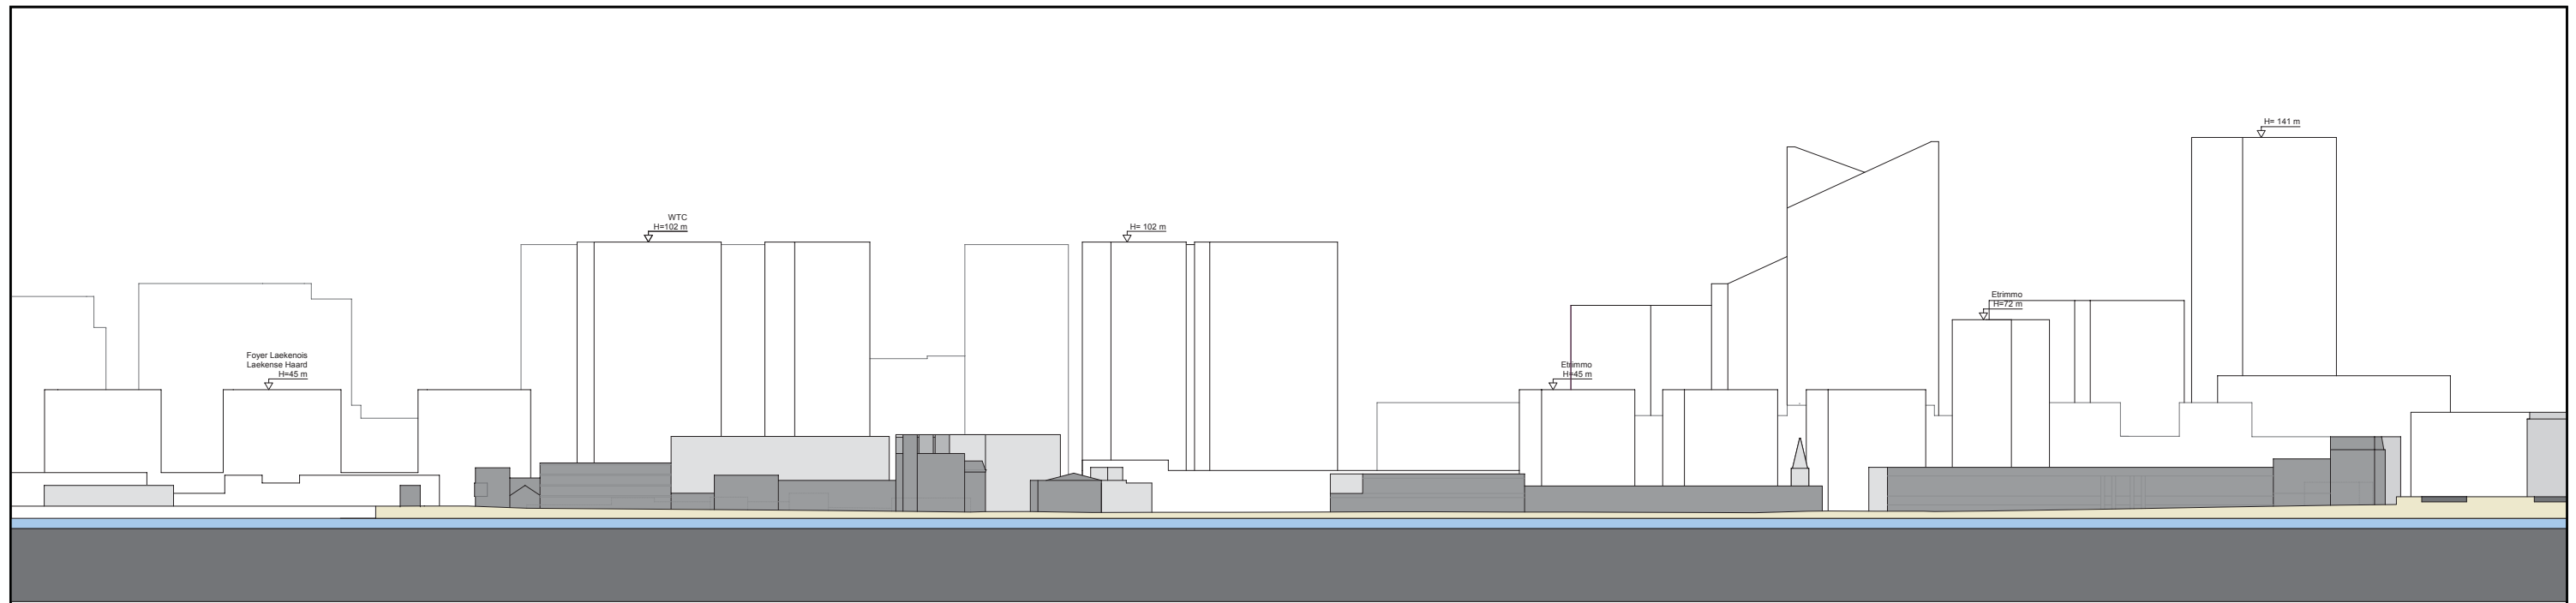 H= 141 m
WTC
H=102 m
H= 102 m
Etrimmo
H=72 m
Foyer Laekenois
Laekense Haard
H=45 m
Etrimmo
H=45 m